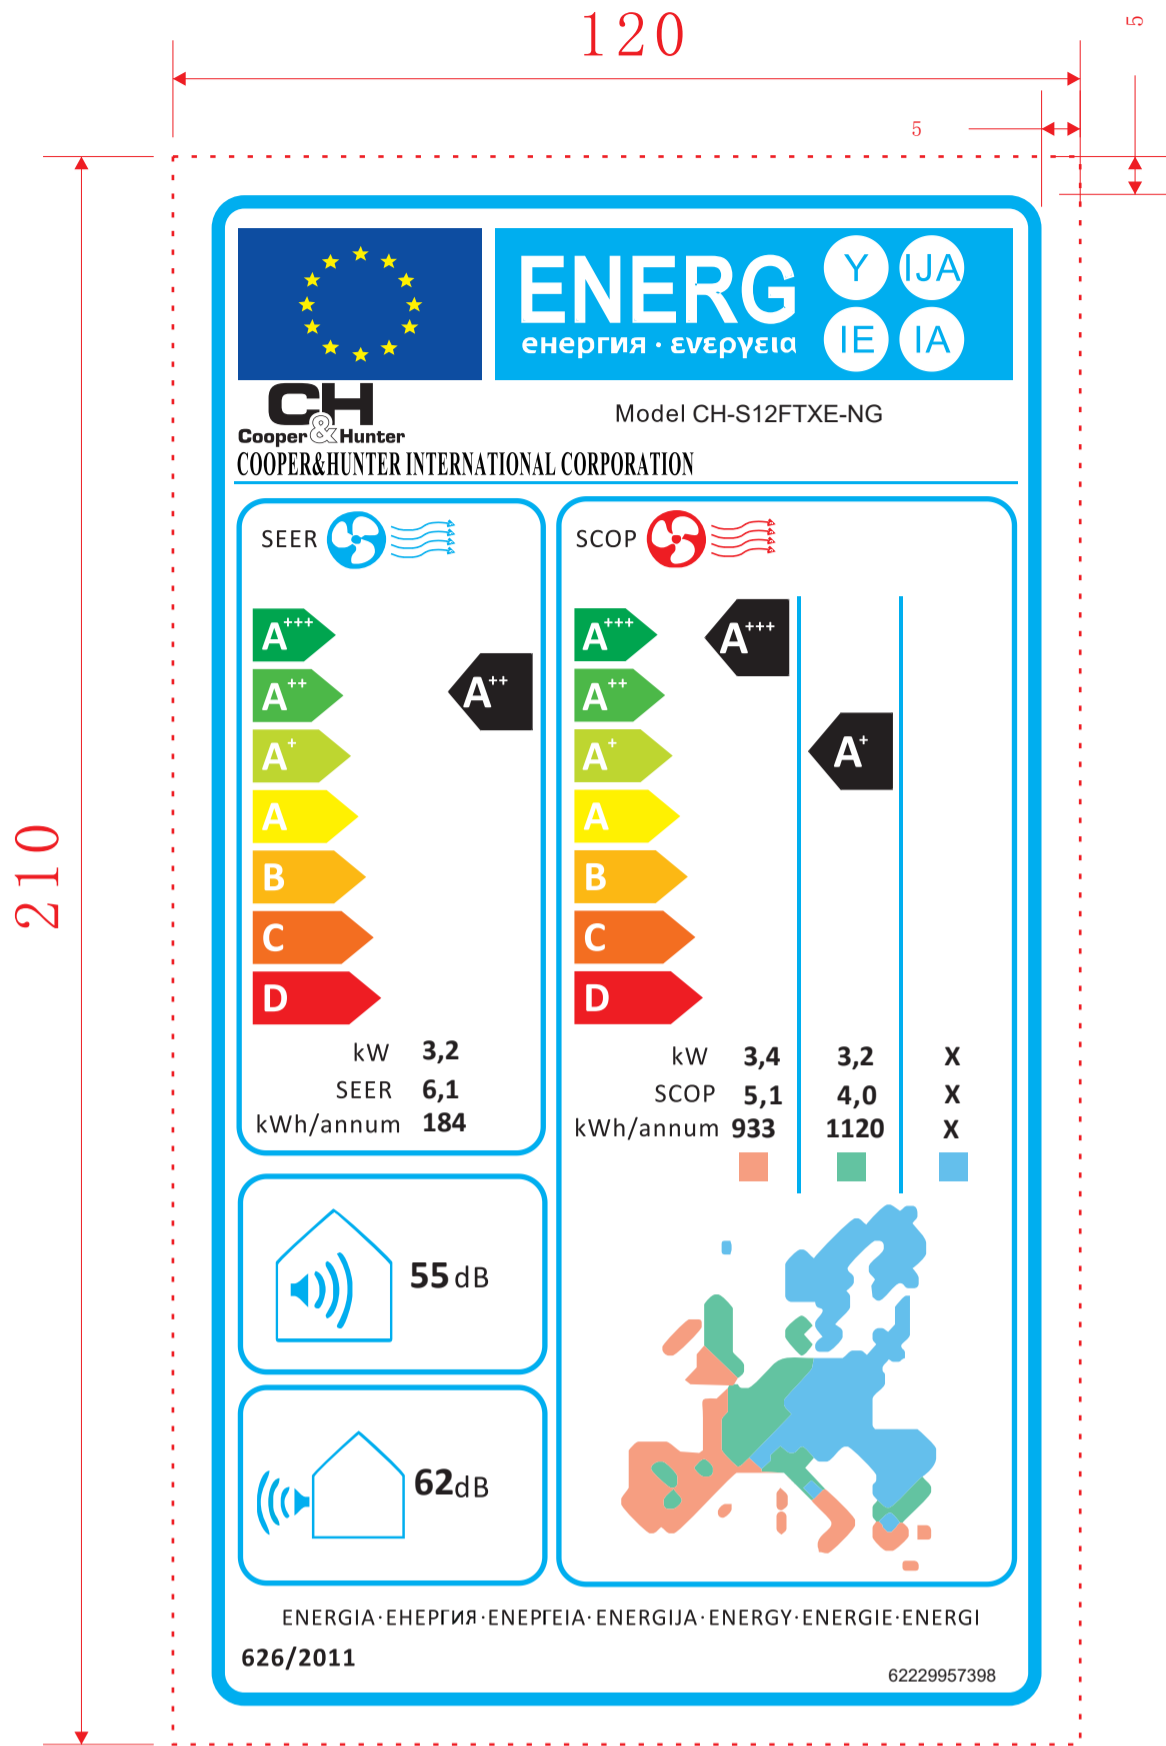 120
5
5
210
ENERG
енергия · ενεργεια
Y IJA
IE IA
CH
Cooper & Hunter
Model CH-S12FTXE-NG
COOPER&HUNTER INTERNATIONAL CORPORATION
SEER
A+++
A++
A+
A
B
C
D
A++
kW 3,2
SEER 6,1
kWh/annum 184
SCOP
A+++
A++
A+
A
B
C
D
A+++
A+
kW 3,4 3,2 X
SCOP 5,1 4,0 X
kWh/annum 933 1120 X
55 dB
62 dB
ENERGIA·ЕНЕРГИЯ·ΕΝΕΡΓΕΙΑ·ENERGIJA·ENERGY·ENERGIE·ENERGI
626/2011
62229957398